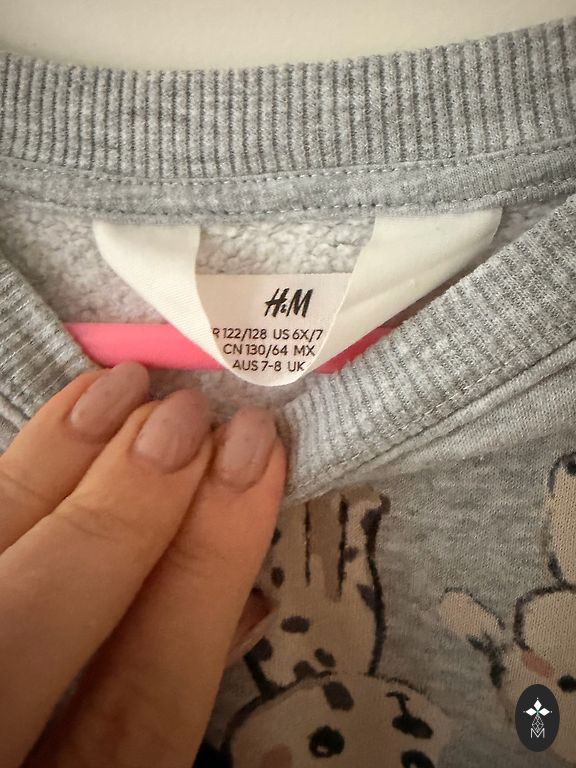 H&M
R 122/128 US 6X/7
CN 130/64 MX
AUS 7-8 UK
M